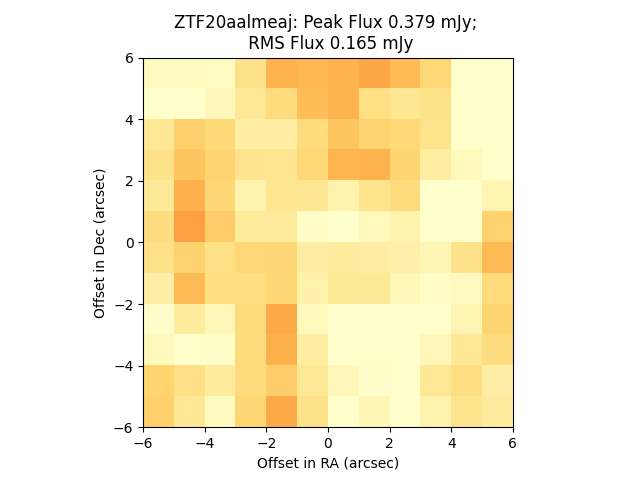 ZTF20aalmeaj: Peak Flux 0.379 mJy;
RMS Flux 0.165 mJy
6
4
2
0
−2
−4
−6
Offset in Dec (arcsec)
−6 −4 −2 0 2 4 6
Offset in RA (arcsec)